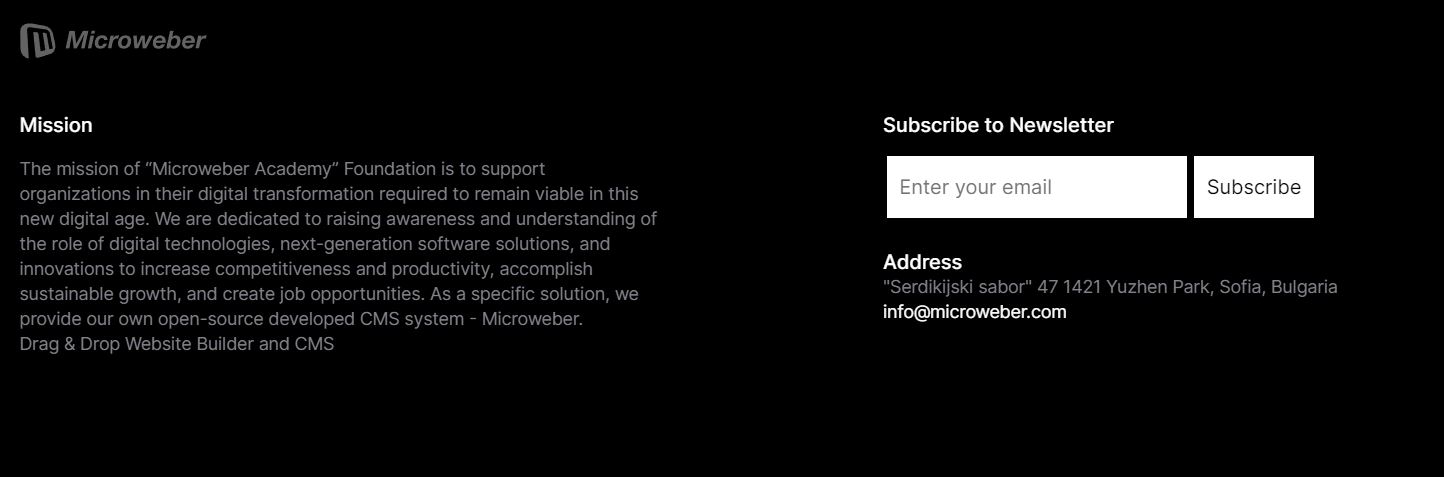 Microweber
Mission
The mission of “Microweber Academy” Foundation is to support
organizations in their digital transformation required to remain viable in this
new digital age. We are dedicated to raising awareness and understanding of
the role of digital technologies, next-generation software solutions, and
innovations to increase competitiveness and productivity, accomplish
sustainable growth, and create job opportunities. As a specific solution, we
provide our own open-source developed CMS system - Microweber.
Drag & Drop Website Builder and CMS
Subscribe to Newsletter
Enter your email
Subscribe
Address
"Serdikijski sabor" 47 1421 Yuzhen Park, Sofia, Bulgaria
info@microweber.com